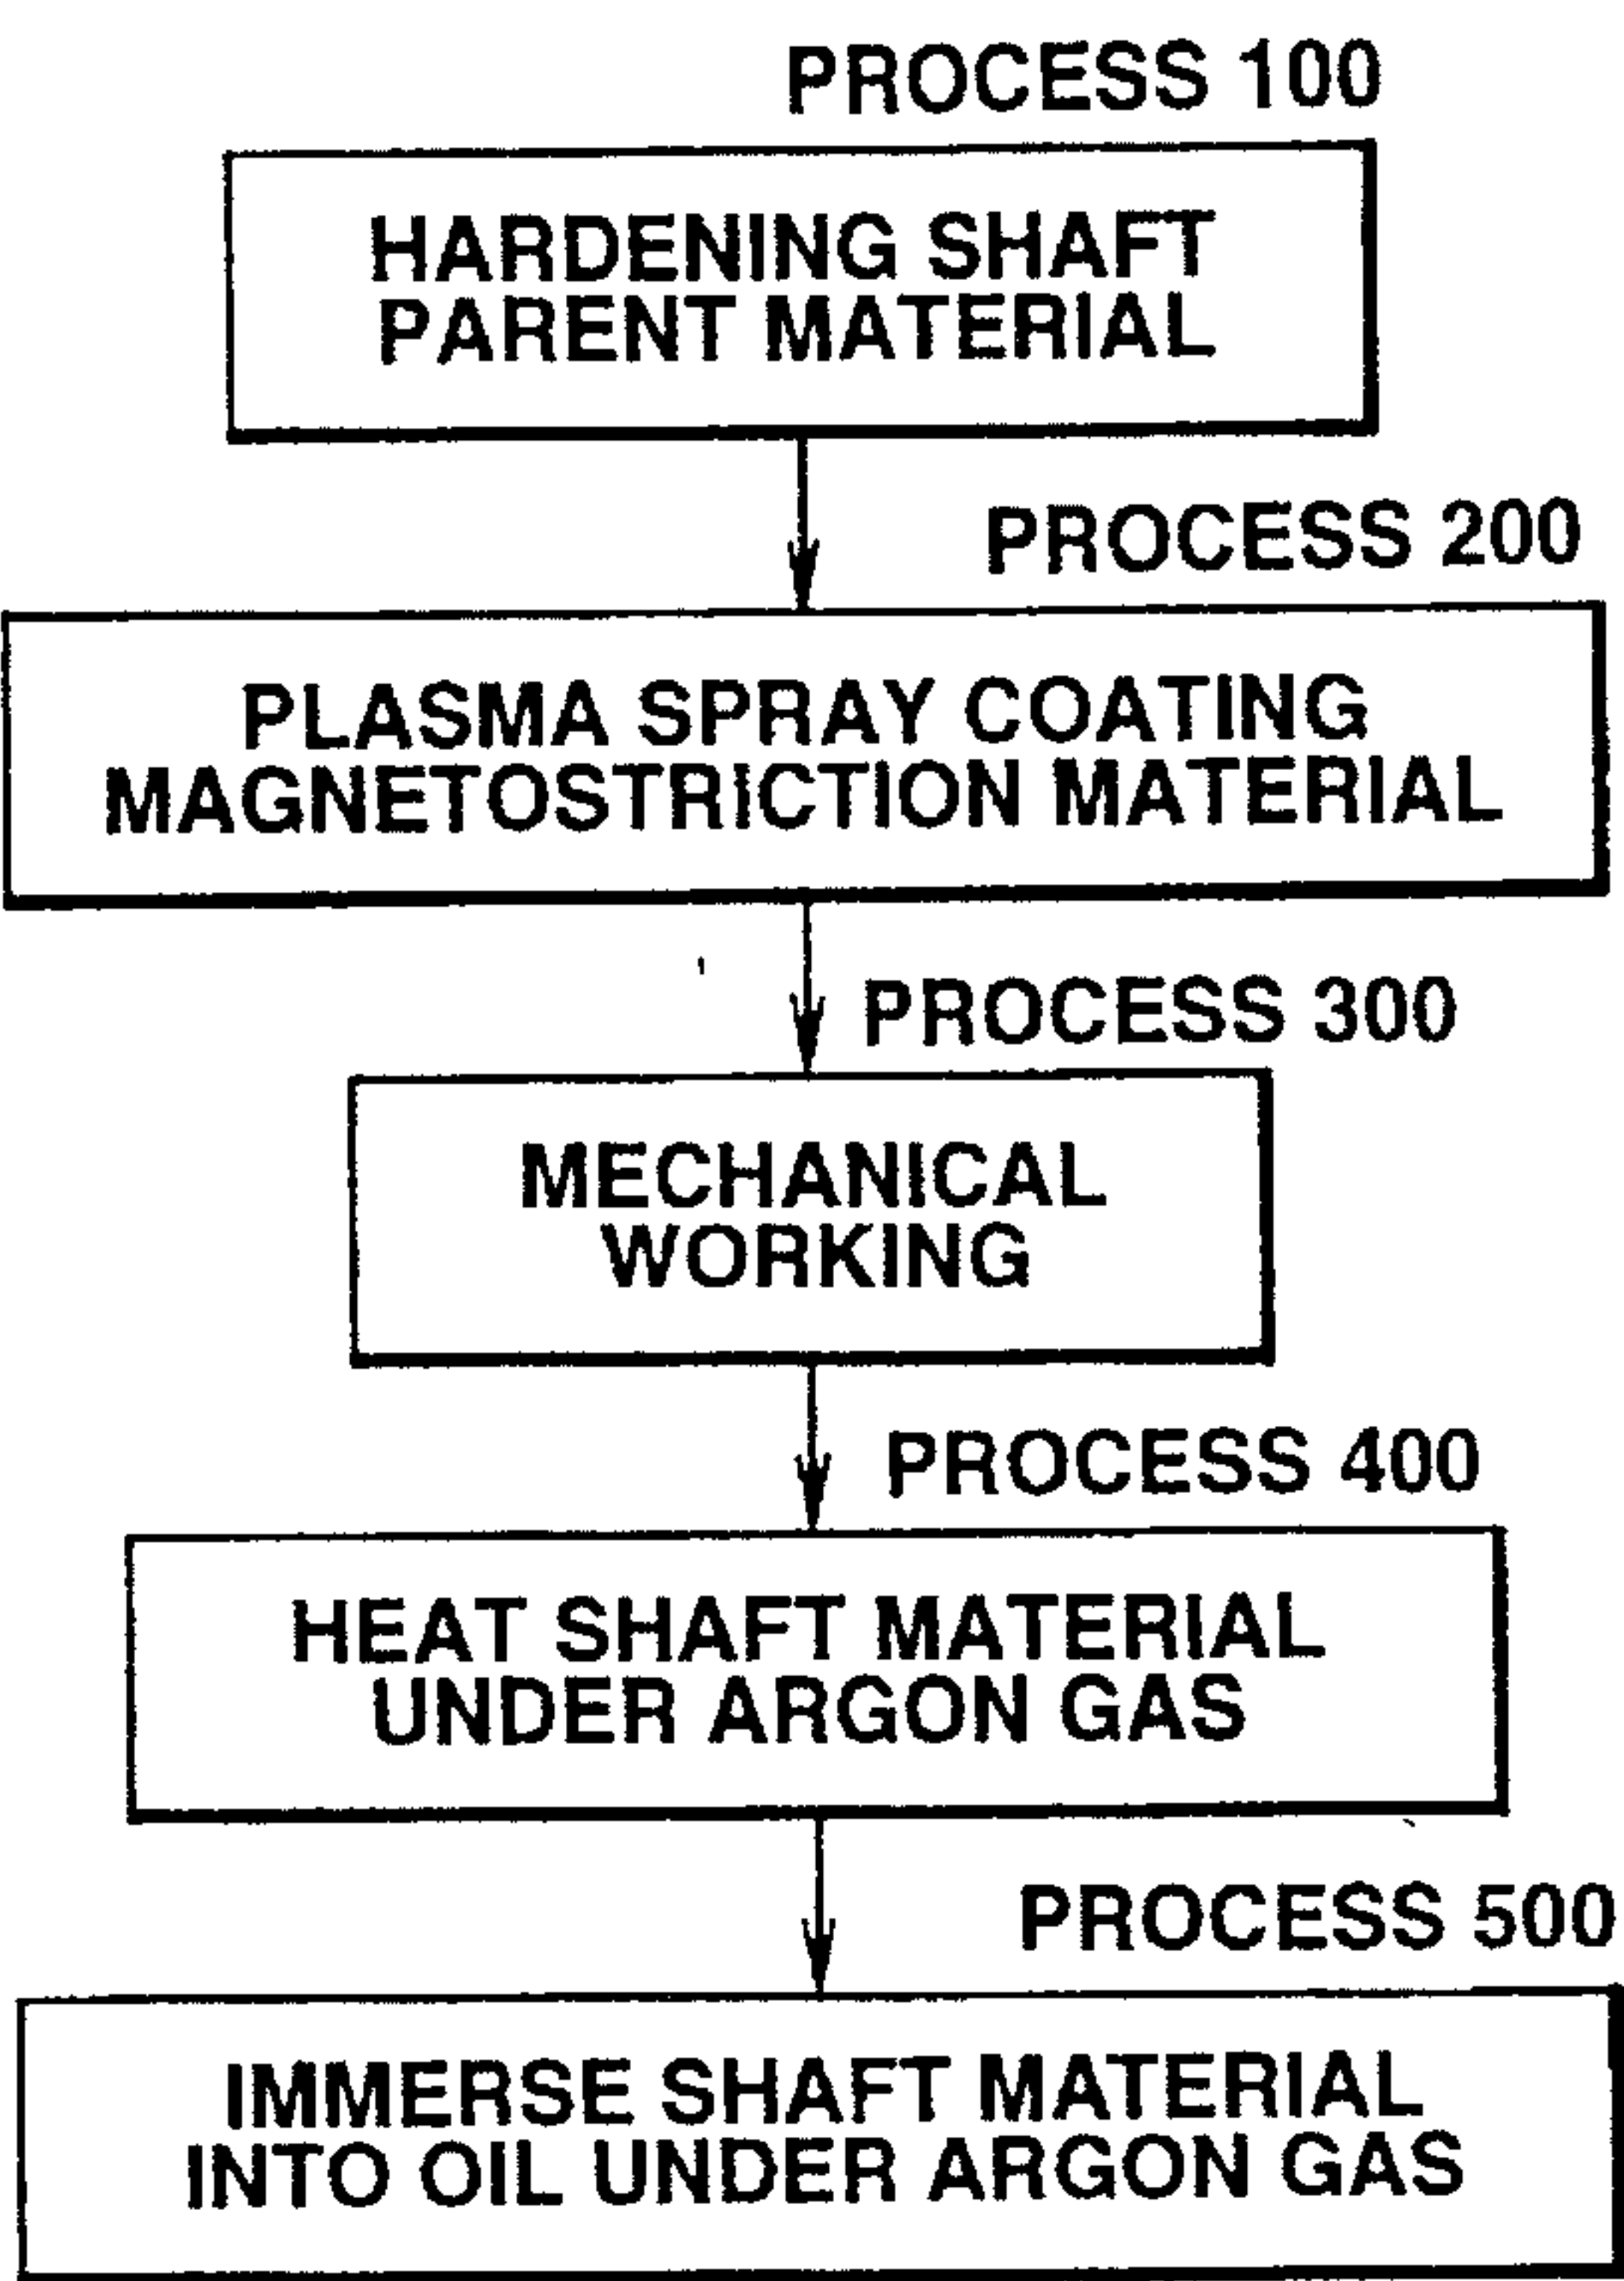 PROCESS 100
HARDENING SHAFT
PARENT MATERIAL
PROCESS 200
PLASMA SPRAY COATING
MAGNETOSTRICTION MATERIAL
PROCESS 300
MECHANICAL
WORKING
PROCESS 400
HEAT SHAFT MATERIAL
UNDER ARGON GAS
PROCESS 500
IMMERSE SHAFT MATERIAL
INTO OIL UNDER ARGON GAS